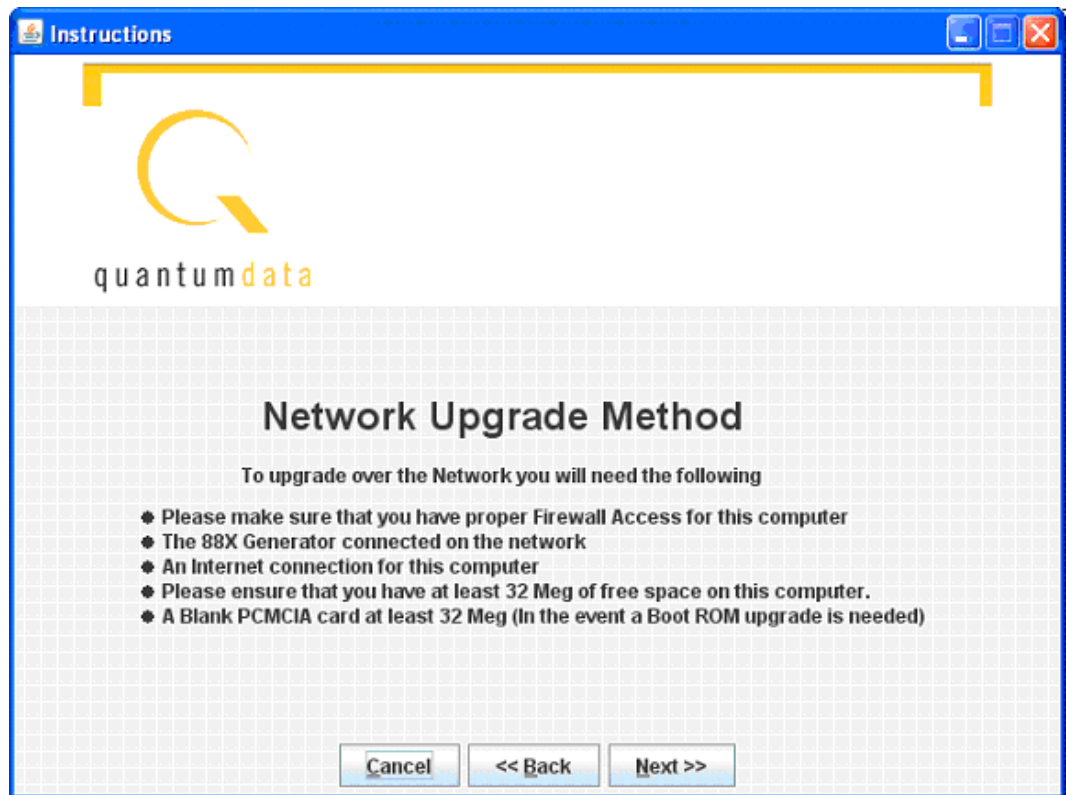 Instructions
quantumdata
Network Upgrade Method
To upgrade over the Network you will need the following
Please make sure that you have proper Firewall Access for this computer
The 88X Generator connected on the network
An Internet connection for this computer
Please ensure that you have at least 32 Meg of free space on this computer.
A Blank PCMCIA card at least 32 Meg (In the event a Boot ROM upgrade is needed)
Cancel << Back Next >>